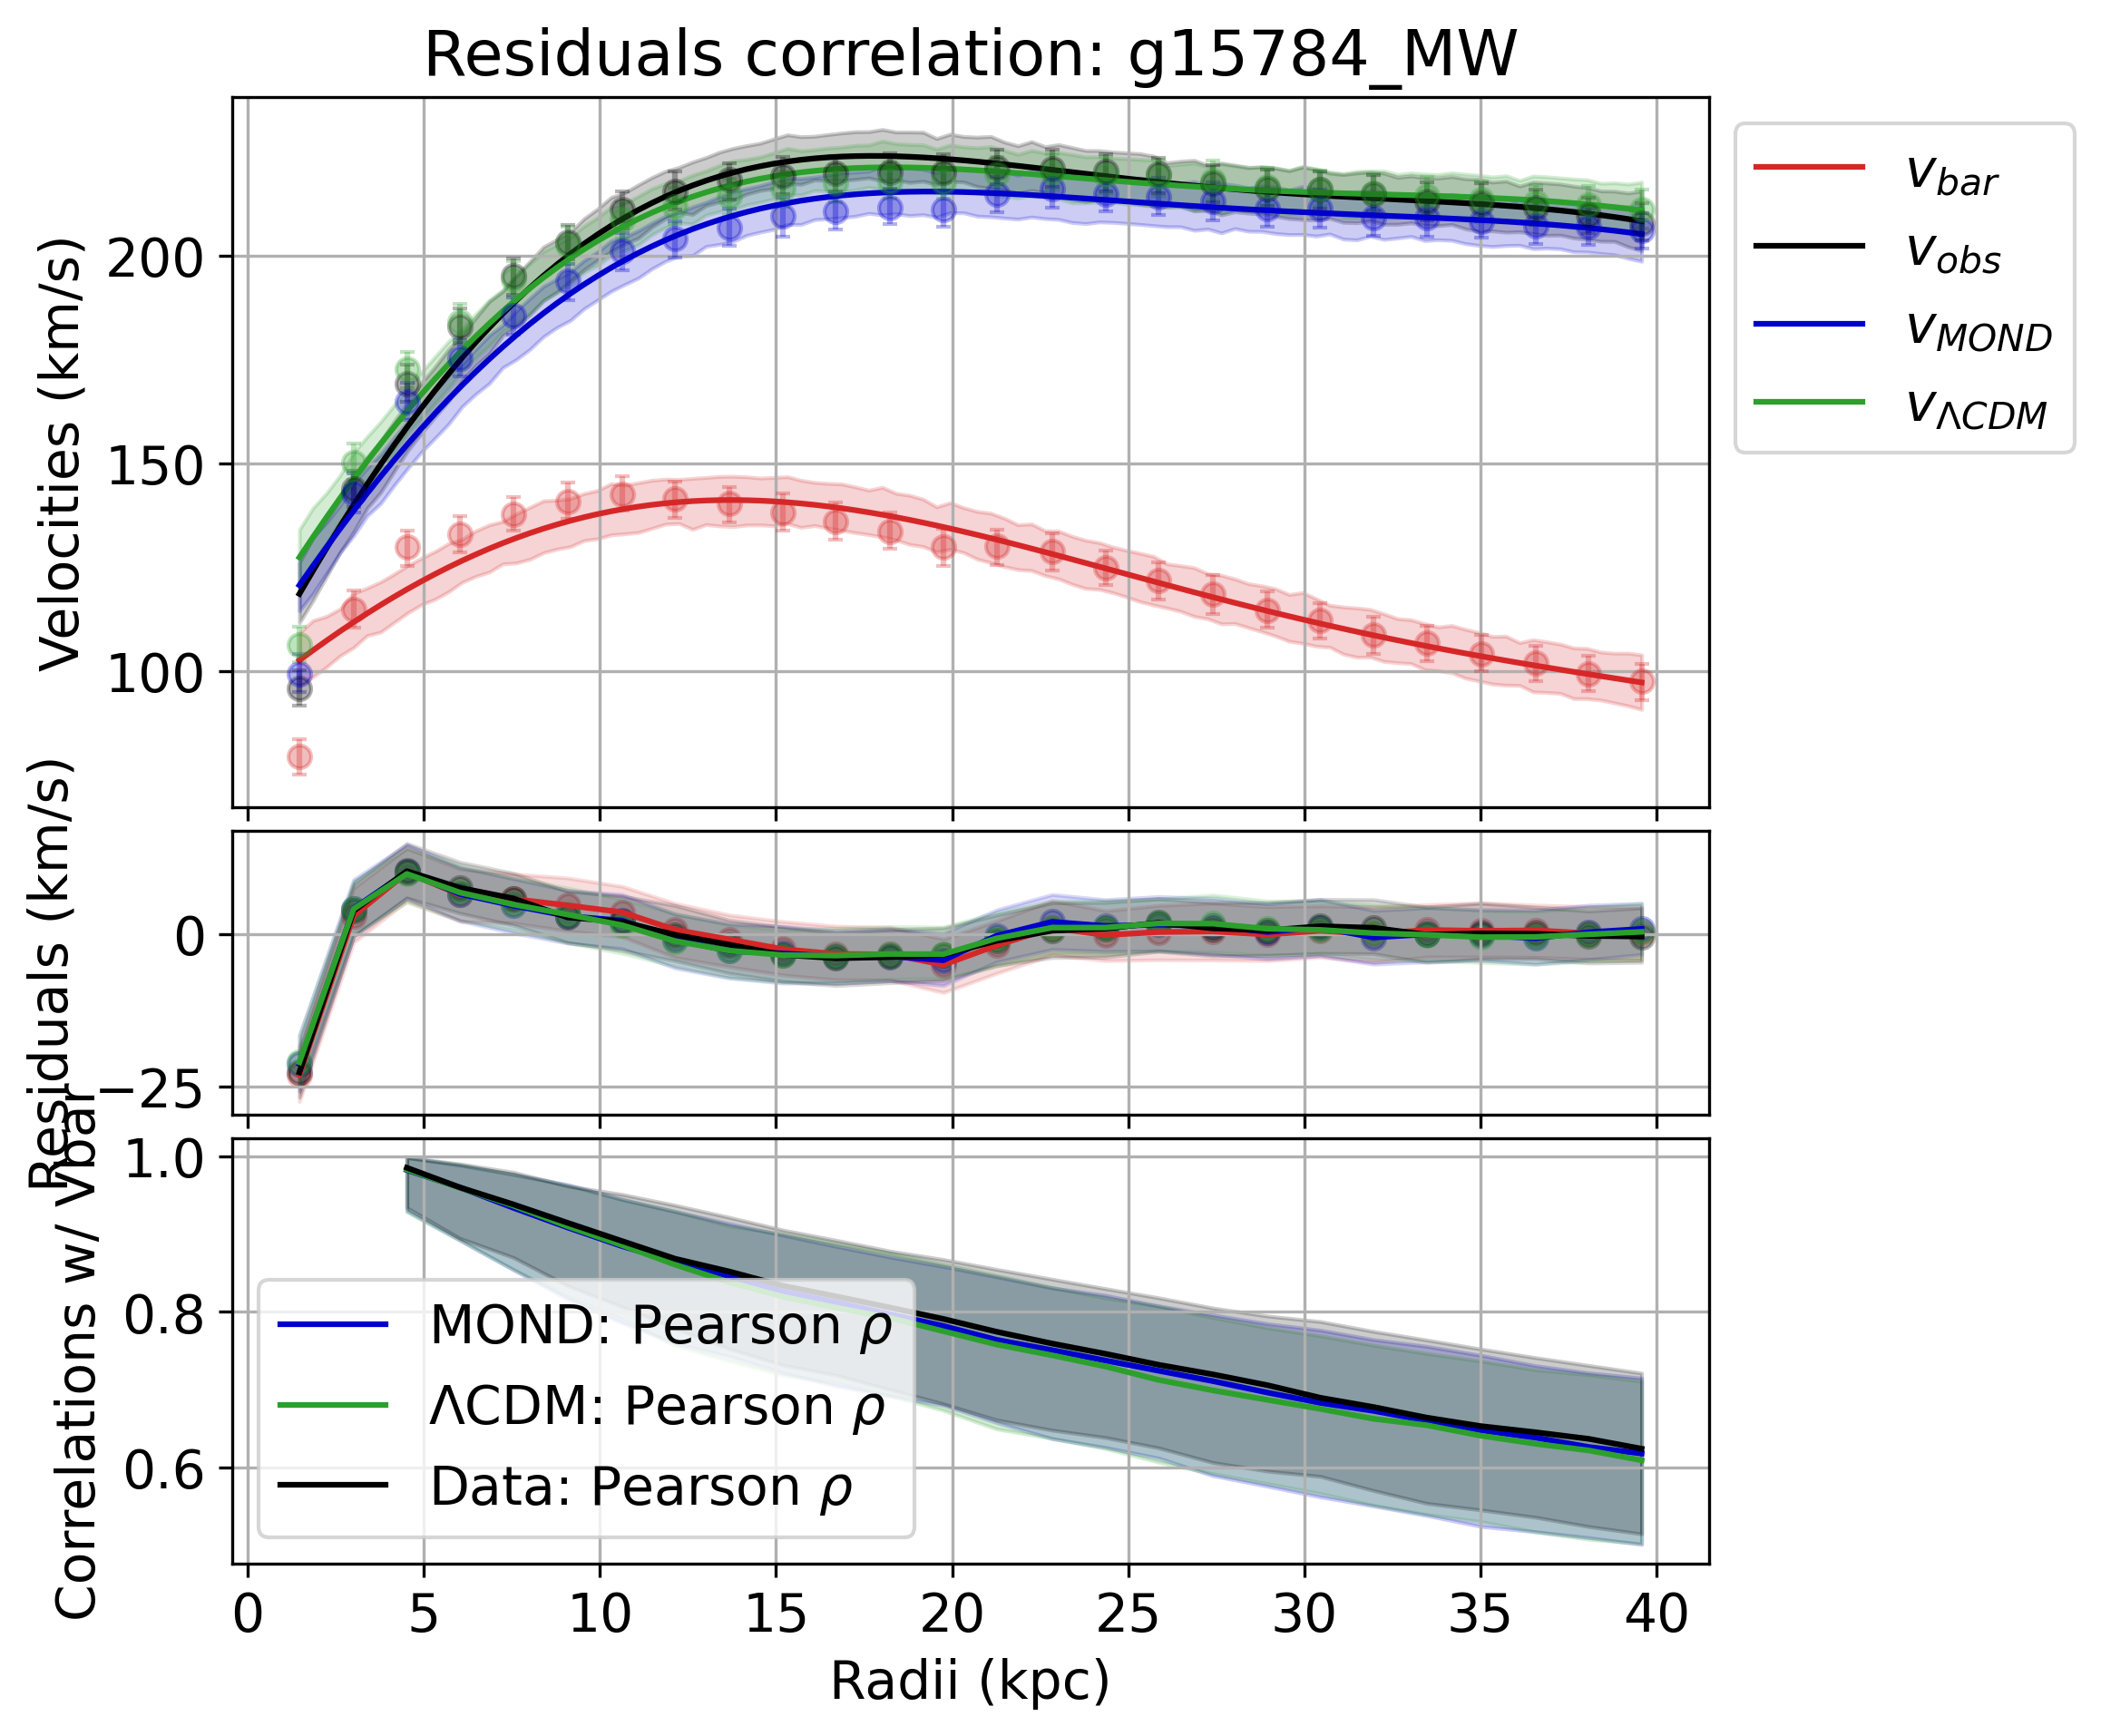 Residuals correlation: g15784_MW
Velocities (km/s)
200
150
100
v_bar
v_obs
v_MOND
v_ΛCDM
Residuals (km/s)
0
−25
Correlations w/ Vbar
1.0
0.8
0.6
MOND: Pearson ρ
ΛCDM: Pearson ρ
Data: Pearson ρ
0 5 10 15 20 25 30 35 40
Radii (kpc)